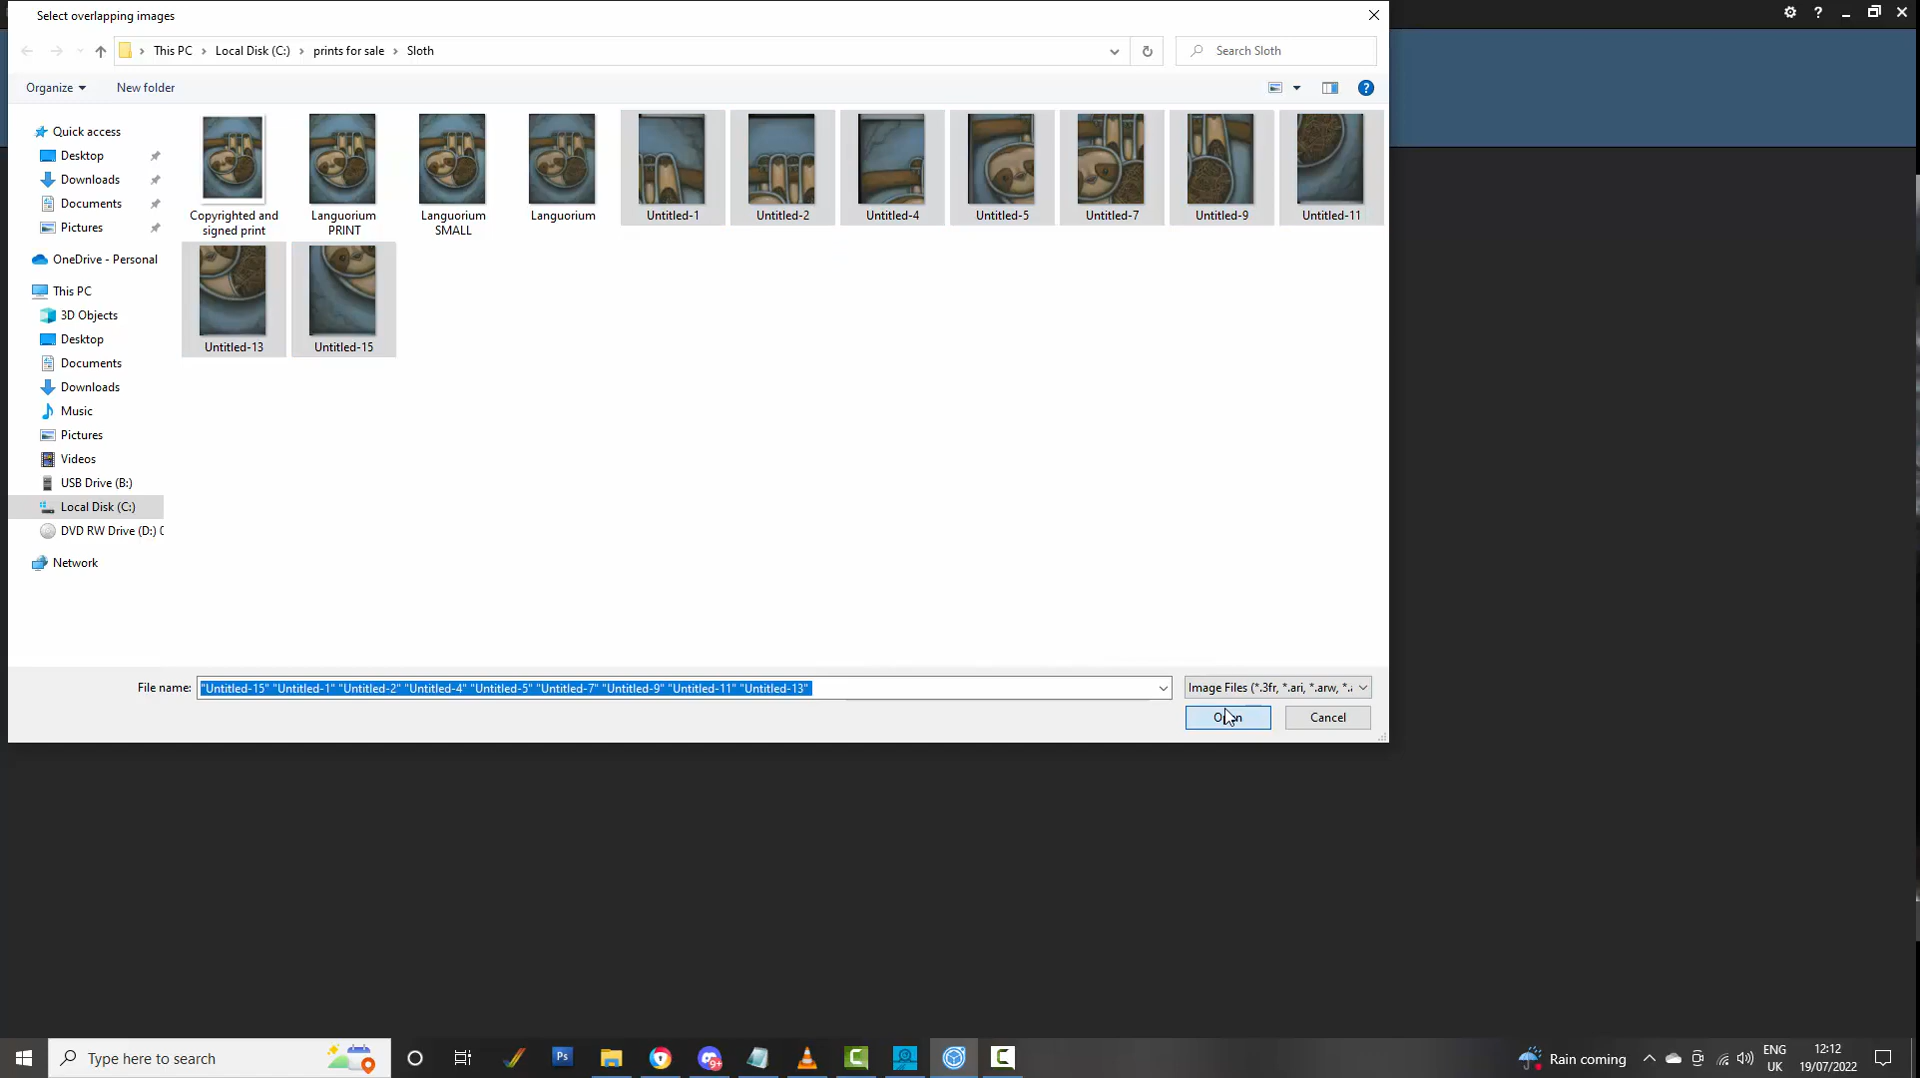 Select overlapping images
This PC
Local Disk (C:)
prints for sale
Sloth
Search Sloth
Organize
New folder
Quick access
Desktop
Downloads
Documents
Pictures
OneDrive - Personal
This PC
3D Objects
Desktop
Documents
Downloads
Music
Pictures
Videos
USB Drive (B:)
Local Disk (C:)
DVD RW Drive (D:)
Network
Copyrighted and
signed print
Languorium
PRINT
Languorium
SMALL
Languorium
Untitled-1
Untitled-2
Untitled-4
Untitled-5
Untitled-7
Untitled-9
Untitled-11
Untitled-13
Untitled-15
File name:
"Untitled-15" "Untitled-1" "Untitled-2" "Untitled-4" "Untitled-5" "Untitled-7" "Untitled-9" "Untitled-11" "Untitled-13"
Image Files (*.3fr, *.ari, *.arw, *.
Open
Cancel
Type here to search
Ps
9+
Rain coming
ENG
UK
12:12
19/07/2022